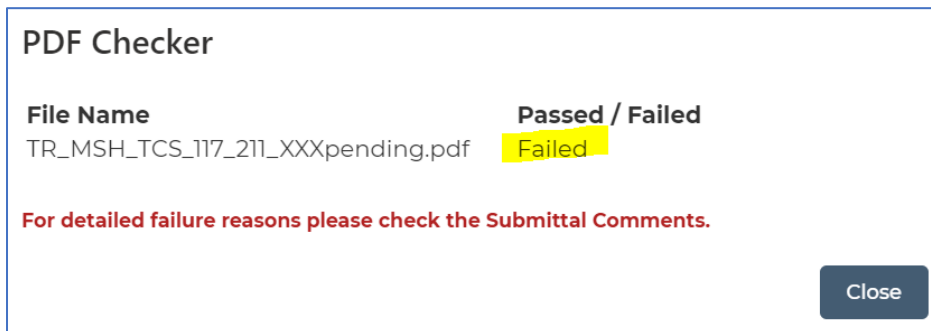 PDF Checker
File Name Passed / Failed
TR_MSH_TCS_117_211_XXXpending.pdf Failed
For detailed failure reasons please check the Submittal Comments.
Close